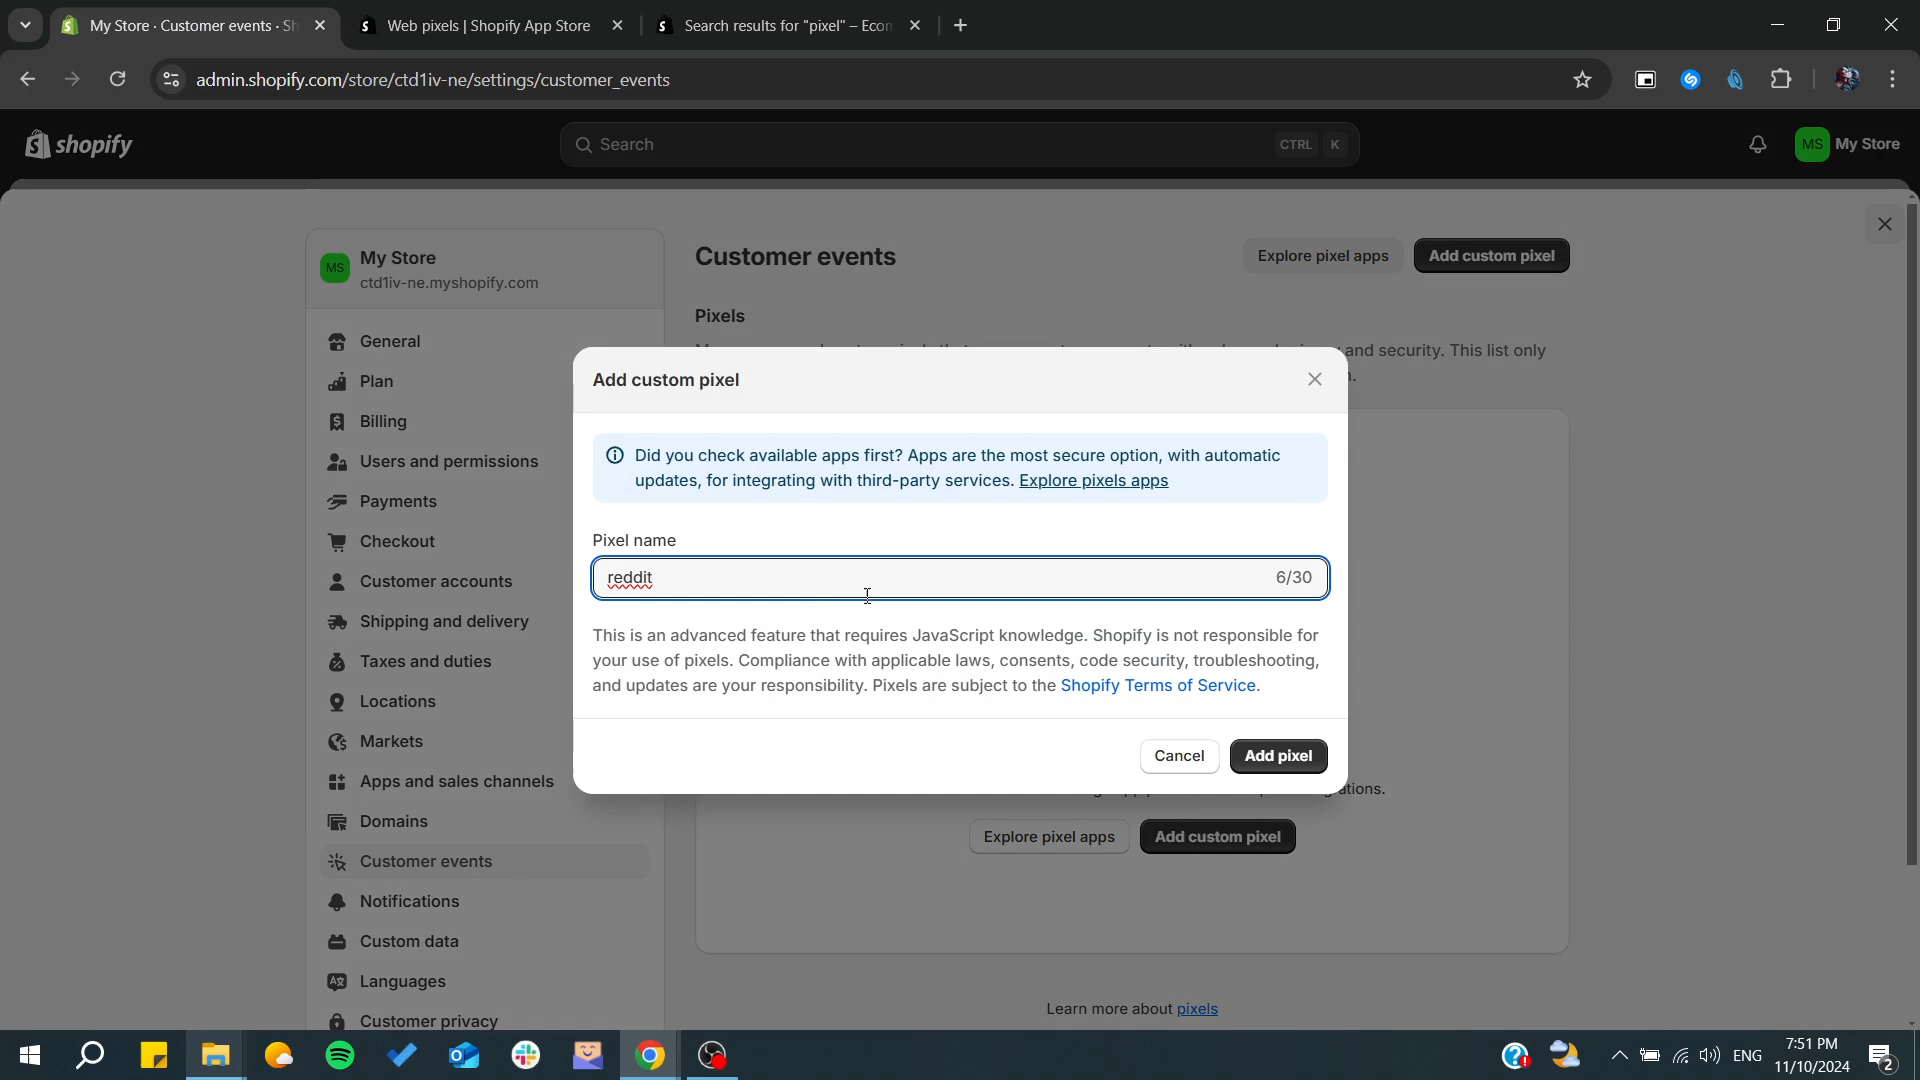 My Store · Customer events · Sh
Web pixels | Shopify App Store
Search results for "pixel" – Ecom
admin.shopify.com/store/ctd1iv-ne/settings/customer_events
shopify
Search
CTRL K
MS
My Store
MS
My Store
ctd1iv-ne.myshopify.com
General
Plan
Billing
Users and permissions
Payments
Checkout
Customer accounts
Shipping and delivery
Taxes and duties
Locations
Markets
Apps and sales channels
Domains
Customer events
Notifications
Custom data
Languages
Customer privacy
Customer events
Explore pixel apps
Add custom pixel
Pixels
and security. This list only
Add custom pixel
Did you check available apps first? Apps are the most secure option, with automatic
updates, for integrating with third-party services. Explore pixels apps
Pixel name
reddit
6/30
This is an advanced feature that requires JavaScript knowledge. Shopify is not responsible for
your use of pixels. Compliance with applicable laws, consents, code security, troubleshooting,
and updates are your responsibility. Pixels are subject to the Shopify Terms of Service.
Cancel
Add pixel
Explore pixel apps
Add custom pixel
Learn more about pixels
ENG
7:51 PM
11/10/2024
2